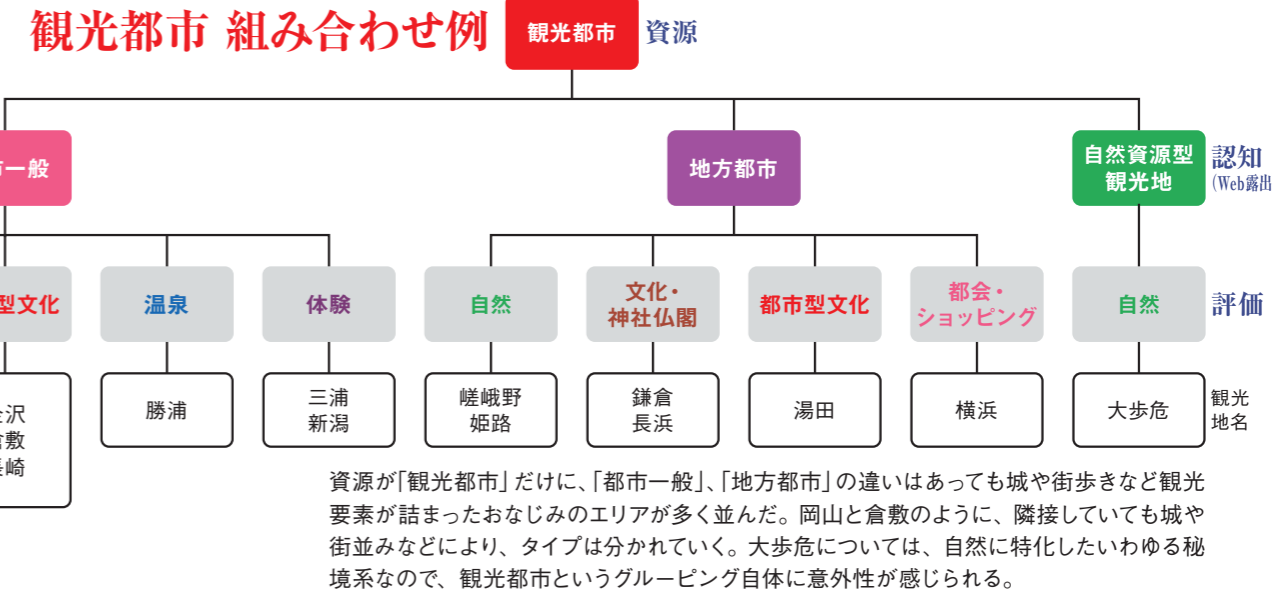 観光都市 組み合わせ例
観光都市
資源
市一般
地方都市
自然資源型
観光地
認知
(Web露出
型文化
温泉
体験
自然
文化・
神社仏閣
都市型文化
都会・
ショッピング
自然
評価
金沢
倉敷
長崎
勝浦
三浦
新潟
嵯峨野
姫路
鎌倉
長浜
湯田
横浜
大歩危
観光
地名
資源が「観光都市」だけに、「都市一般」、「地方都市」の違いはあっても城や街歩きなど観光
要素が詰まったおなじみのエリアが多く並んだ。岡山と倉敷のように、隣接していても城や
街並みなどにより、タイプは分かれていく。大歩危については、自然に特化したいわゆる秘
境系なので、観光都市というグルーピング自体に意外性が感じられる。